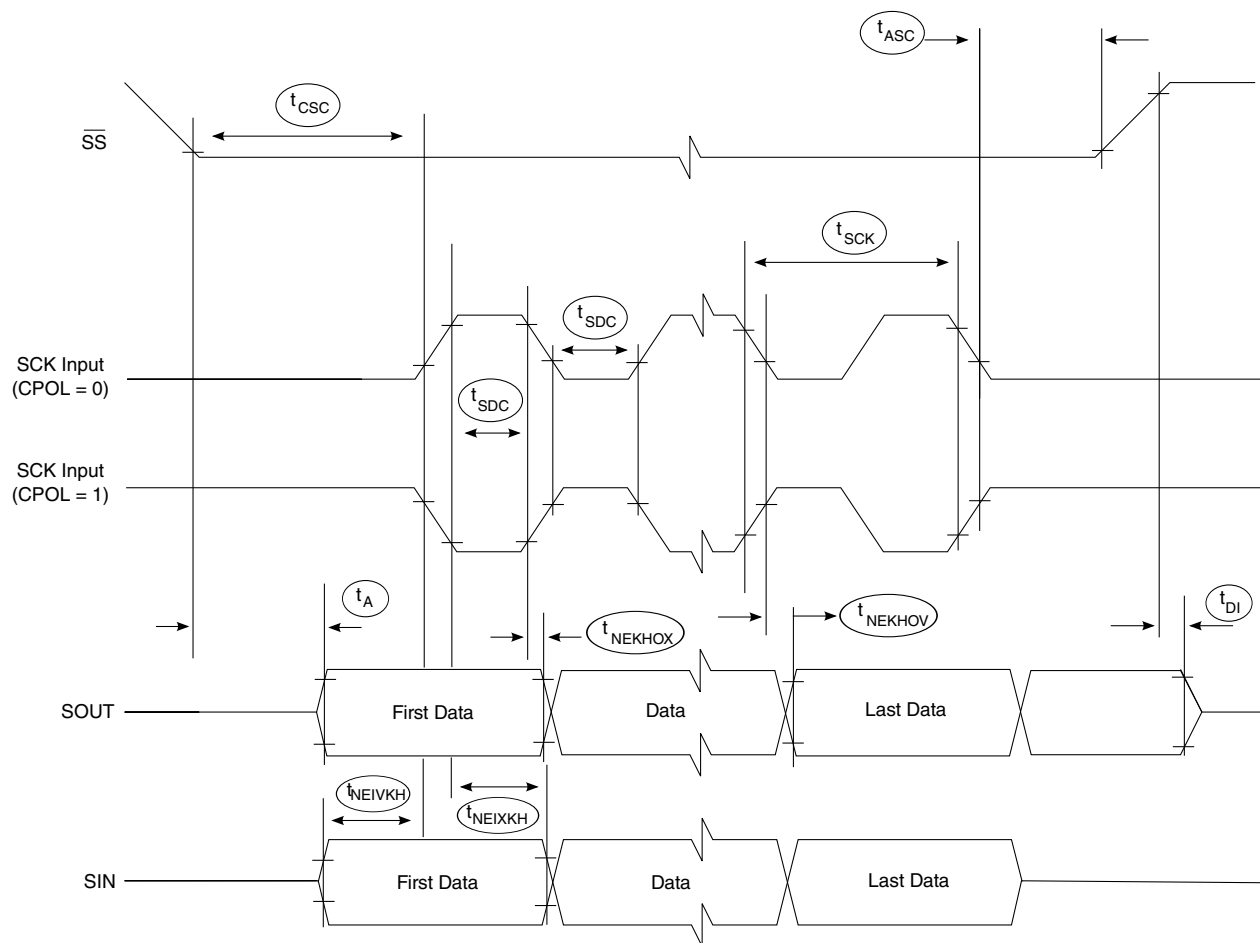 tASC
tCSC
SS
tSCK
tSDC
SCK Input
(CPOL = 0)
tSDC
SCK Input
(CPOL = 1)
tA
tNEKHOX
tNEKHOV
tDI
SOUT
First Data
Data
Last Data
tNEIVKH
tNEIXKH
SIN
First Data
Data
Last Data